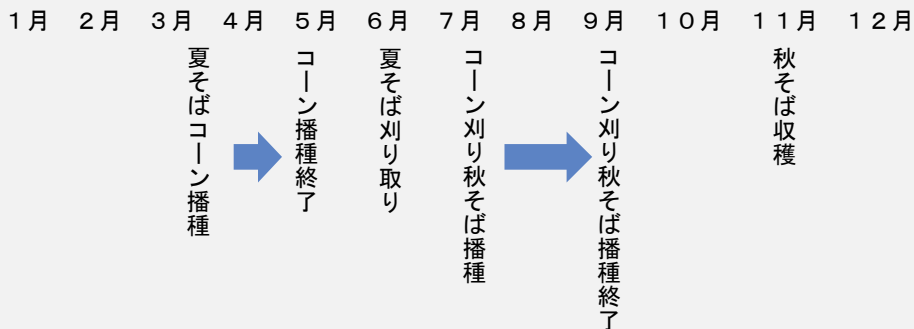 1月 2月 3月 4月 5月 6月 7月 8月 9月 10月 11月 12月
夏そばコーン播種
コーン播種終了
夏そば刈り取り
コーン刈り秋そば播種
コーン刈り秋そば播種終了
秋そば収穫